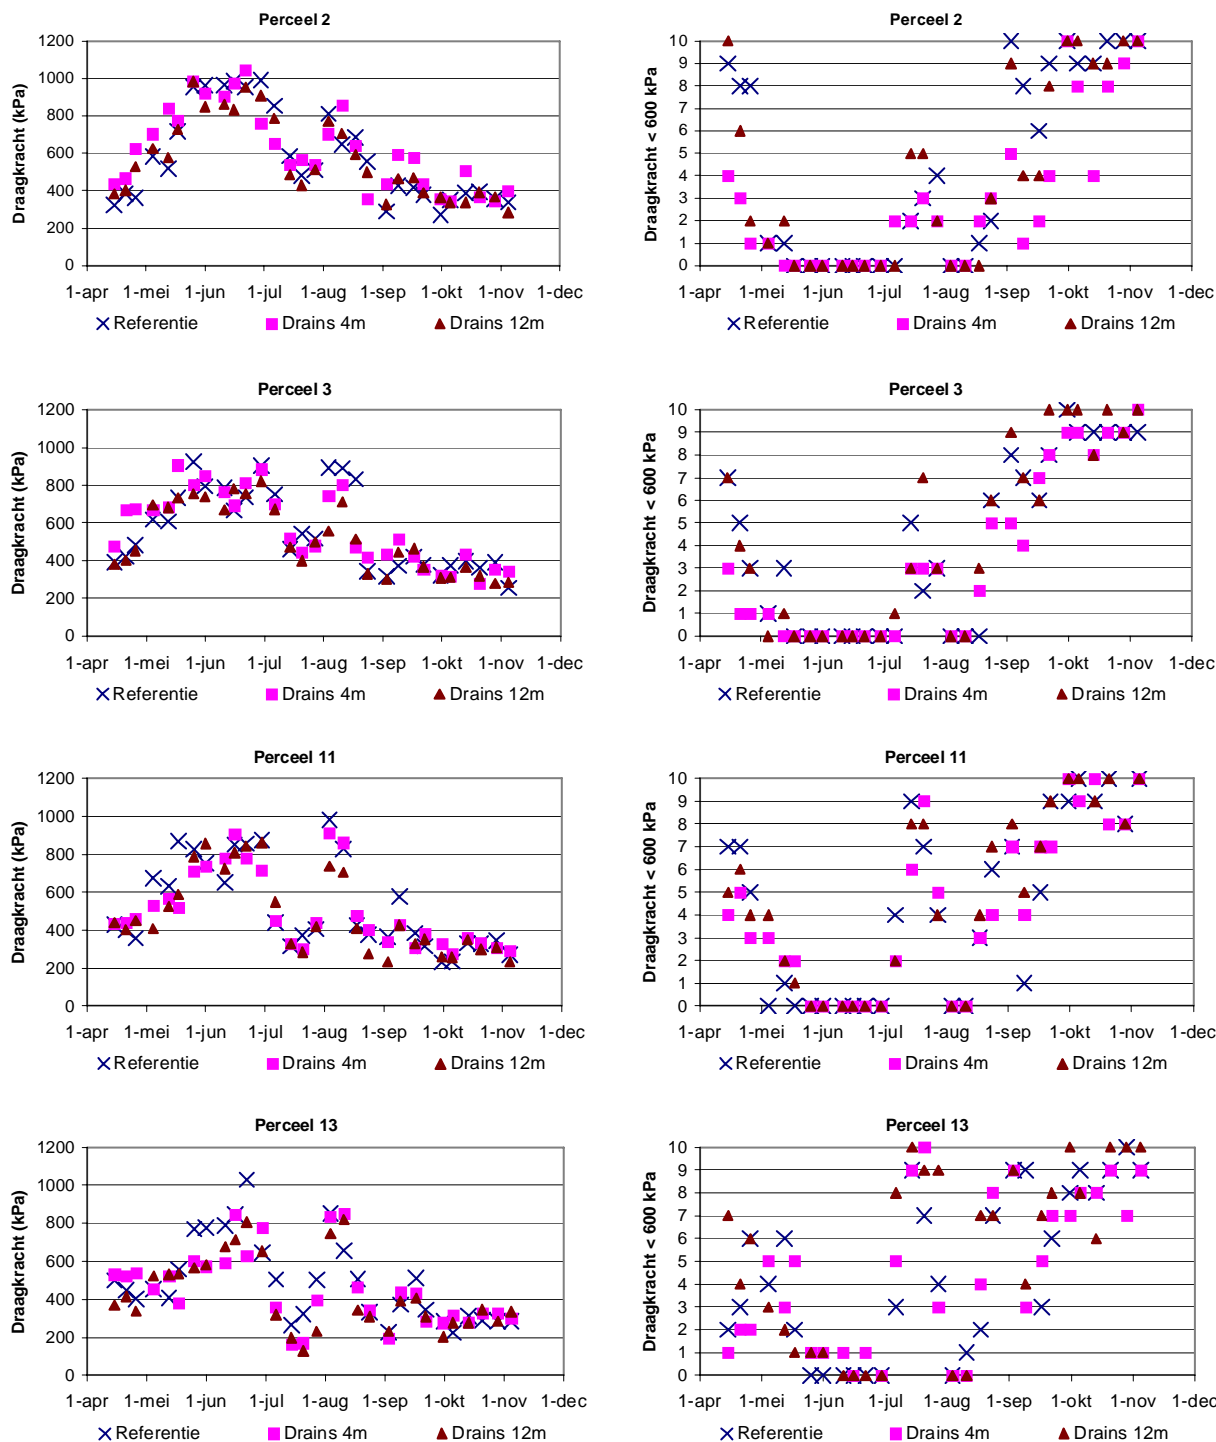 Perceel 2
1200
1000
800
600
400
200
0
Draagkracht (kPa)
1-apr 1-mei 1-jun 1-jul 1-aug 1-sep 1-okt 1-nov 1-dec
Referentie Drains 4m Drains 12m
Perceel 2
10
9
8
7
6
5
4
3
2
1
0
Draagkracht < 600 kPa
1-apr 1-mei 1-jun 1-jul 1-aug 1-sep 1-okt 1-nov 1-dec
Referentie Drains 4m Drains 12m
Perceel 3
1200
1000
800
600
400
200
0
Draagkracht (kPa)
1-apr 1-mei 1-jun 1-jul 1-aug 1-sep 1-okt 1-nov 1-dec
Referentie Drains 4m Drains 12m
Perceel 3
10
9
8
7
6
5
4
3
2
1
0
Draagkracht < 600 kPa
1-apr 1-mei 1-jun 1-jul 1-aug 1-sep 1-okt 1-nov 1-dec
Referentie Drains 4m Drains 12m
Perceel 11
1200
1000
800
600
400
200
0
Draagkracht (kPa)
1-apr 1-mei 1-jun 1-jul 1-aug 1-sep 1-okt 1-nov 1-dec
Referentie Drains 4m Drains 12m
Perceel 11
10
9
8
7
6
5
4
3
2
1
0
Draagkracht < 600 kPa
1-apr 1-mei 1-jun 1-jul 1-aug 1-sep 1-okt 1-nov 1-dec
Referentie Drains 4m Drains 12m
Perceel 13
1200
1000
800
600
400
200
0
Draagkracht (kPa)
1-apr 1-mei 1-jun 1-jul 1-aug 1-sep 1-okt 1-nov 1-dec
Referentie Drains 4m Drains 12m
Perceel 13
10
9
8
7
6
5
4
3
2
1
0
Draagkracht < 600 kPa
1-apr 1-mei 1-jun 1-jul 1-aug 1-sep 1-okt 1-nov 1-dec
Referentie Drains 4m Drains 12m